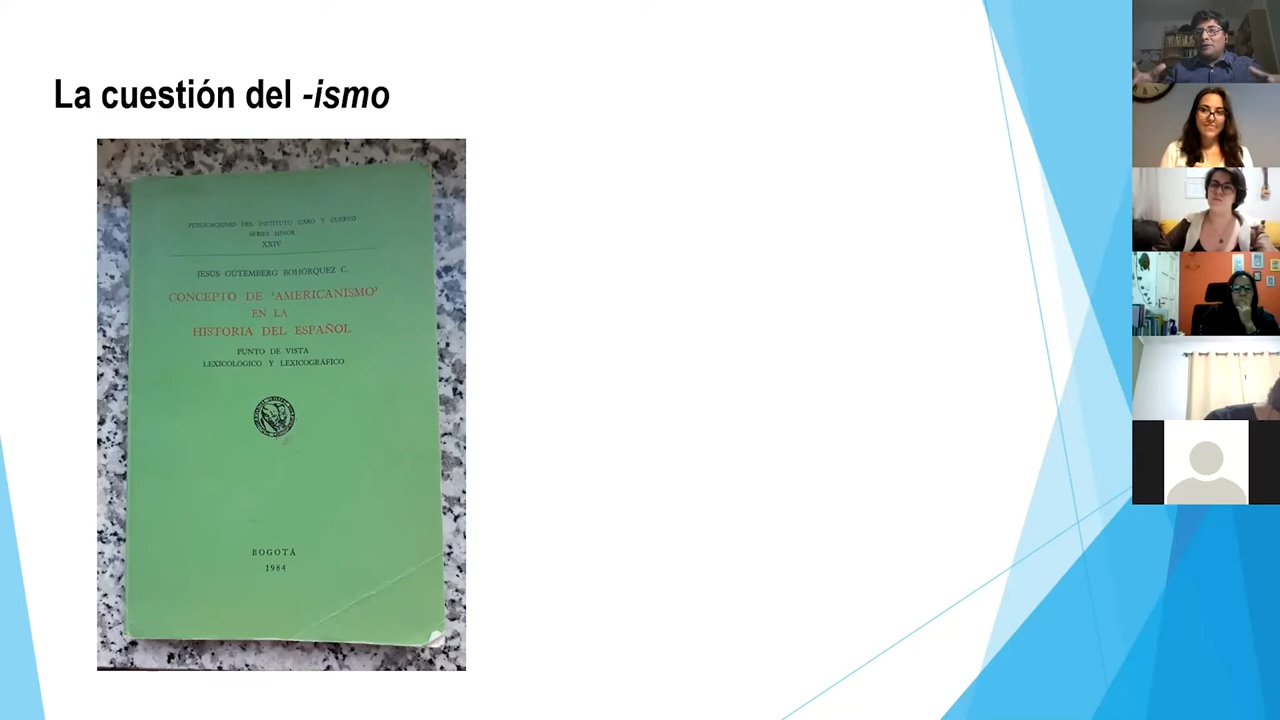 La cuestión del -ismo
PUBLICACIONES DEL INSTITUTO CARO Y CUERVO
SERIES MINOR
XXIV
JESÚS GÚTEMBERG BOHÓRQUEZ C.
CONCEPTO DE 'AMERICANISMO'
EN LA
HISTORIA DEL ESPAÑOL
PUNTO DE VISTA
LEXICOLÓGICO Y LEXICOGRÁFICO
BOGOTÁ
1984